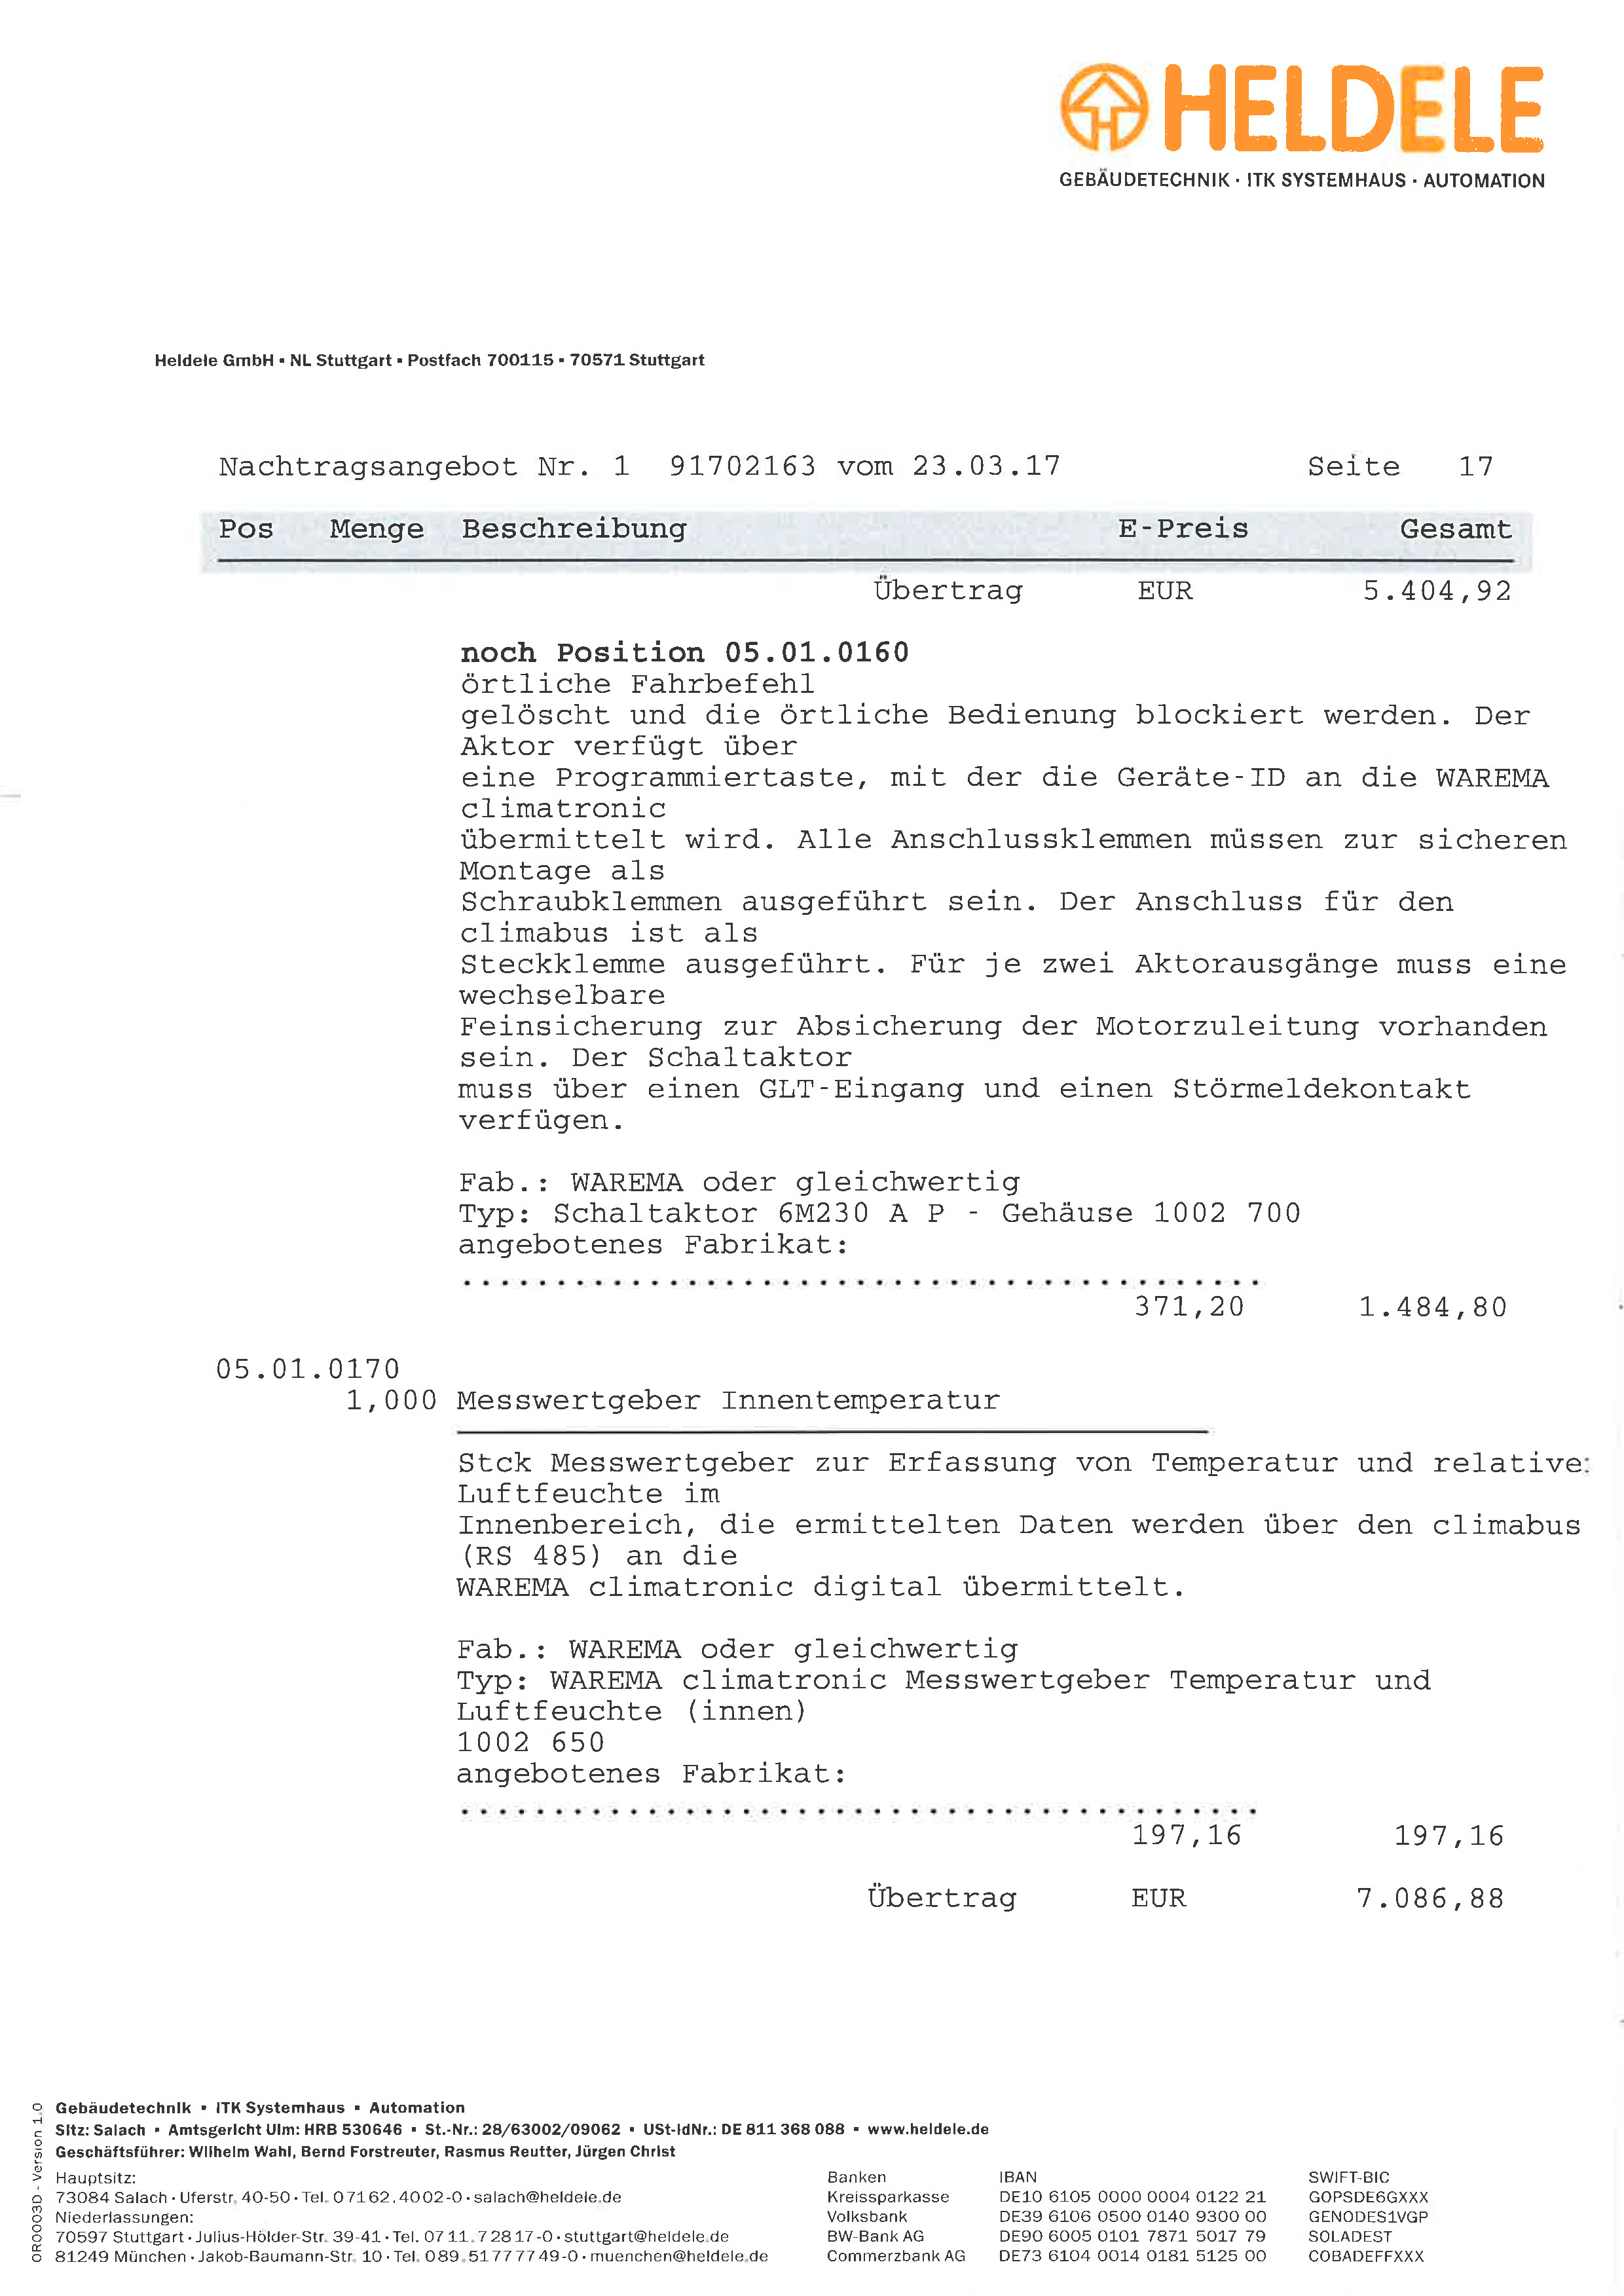 HELDELE
GEBÄUDETECHNIK · ITK SYSTEMHAUS · AUTOMATION
Heldele GmbH ▪ NL Stuttgart ▪ Postfach 700115 ▪ 70571 Stuttgart
Nachtragsangebot Nr. 1 91702163 vom 23.03.17 Seite 17
Pos Menge Beschreibung E-Preis Gesamt
Übertrag EUR 5.404,92
noch Position 05.01.0160
örtliche Fahrbefehl
gelöscht und die örtliche Bedienung blockiert werden. Der
Aktor verfügt über
eine Programmiertaste, mit der die Geräte-ID an die WAREMA
climatronic
übermittelt wird. Alle Anschlussklemmen müssen zur sicheren
Montage als
Schraubklemmen ausgeführt sein. Der Anschluss für den
climabus ist als
Steckklemme ausgeführt. Für je zwei Aktorausgänge muss eine
wechselbare
Feinsicherung zur Absicherung der Motorzuleitung vorhanden
sein. Der Schaltaktor
muss über einen GLT-Eingang und einen Störmeldekontakt
verfügen.
Fab.: WAREMA oder gleichwertig
Typ: Schaltaktor 6M230 A P - Gehäuse 1002 700
angebotenes Fabrikat:
...........................................
371,20 1.484,80
05.01.0170
1,000 Messwertgeber Innentemperatur
Stck Messwertgeber zur Erfassung von Temperatur und relative
Luftfeuchte im
Innenbereich, die ermittelten Daten werden über den climabus
(RS 485) an die
WAREMA climatronic digital übermittelt.
Fab.: WAREMA oder gleichwertig
Typ: WAREMA climatronic Messwertgeber Temperatur und
Luftfeuchte (innen)
1002 650
angebotenes Fabrikat:
...........................................
197,16 197,16
Übertrag EUR 7.086,88
OR0003D - Version 1.0
Gebäudetechnik ▪ ITK Systemhaus ▪ Automation
Sitz: Salach ▪ Amtsgericht Ulm: HRB 530646 ▪ St.-Nr.: 28/63002/09062 ▪ USt-IdNr.: DE 811 368 088 ▪ www.heldele.de
Geschäftsführer: Wilhelm Wahl, Bernd Forstreuter, Rasmus Reutter, Jürgen Christ
Hauptsitz: Banken IBAN SWIFT-BIC
73084 Salach · Uferstr. 40-50 · Tel. 07162.4002-0 · salach@heldele.de Kreissparkasse DE10 6105 0000 0004 0122 21 GOPSDE6GXXX
Niederlassungen: Volksbank DE39 6106 0500 0140 9300 00 GENODES1VGP
70597 Stuttgart · Julius-Hölder-Str. 39-41 · Tel. 0711.72817-0 · stuttgart@heldele.de BW-Bank AG DE90 6005 0101 7871 5017 79 SOLADEST
81249 München · Jakob-Baumann-Str. 10 · Tel. 089.5177749-0 · muenchen@heldele.de Commerzbank AG DE73 6104 0014 0181 5125 00 COBADEFFXXX